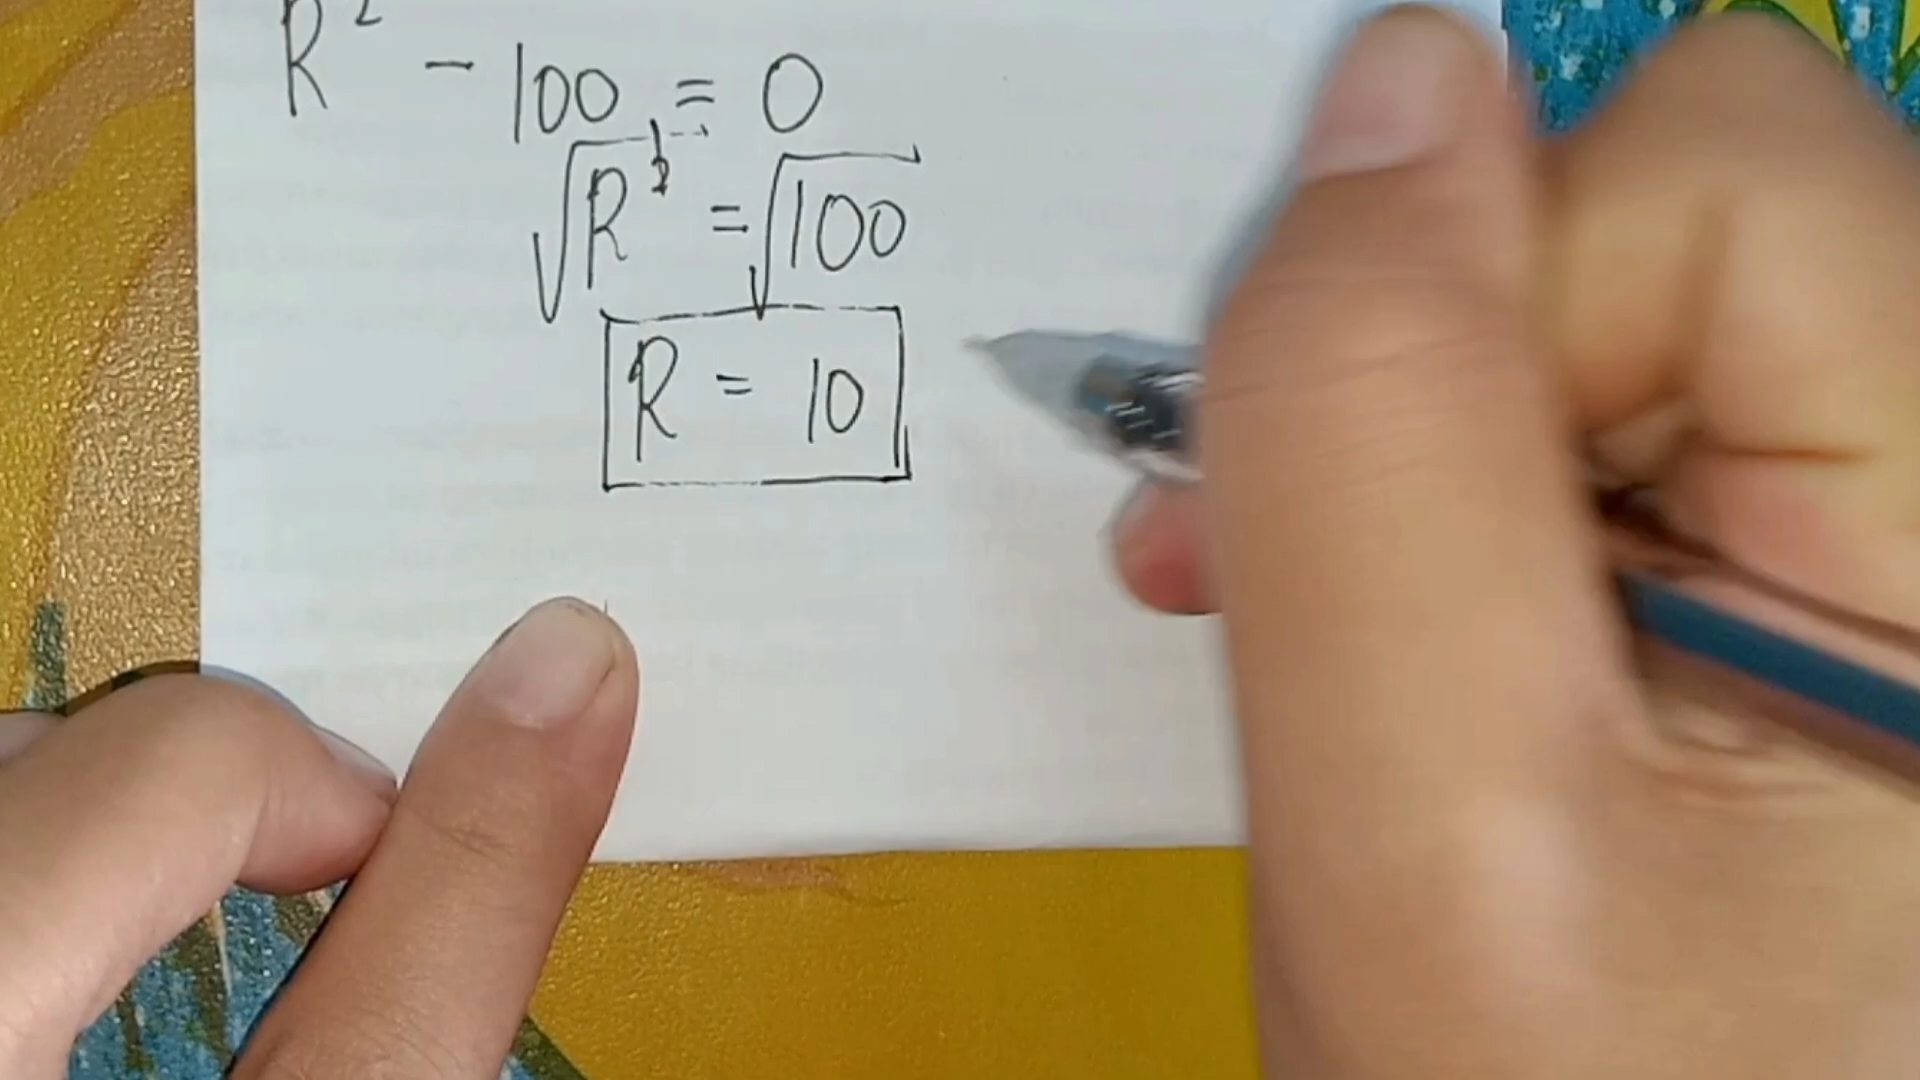 R² - 100 = 0
√R² = √100
R = 10